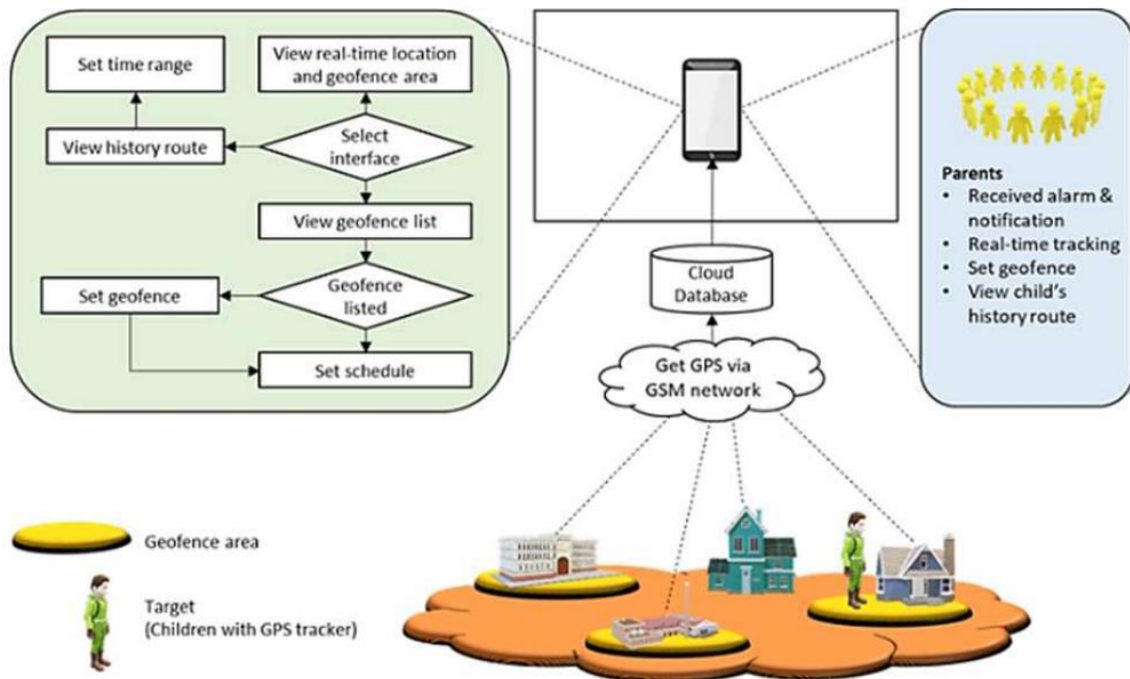 Set time range
View real-time location
and geofence area
View history route
Select
interface
View geofence list
Set geofence
Geofence
listed
Set schedule
Cloud
Database
Get GPS via
GSM network
Parents
• Received alarm &
notification
• Real-time tracking
• Set geofence
• View child's
history route
Geofence area
Target
(Children with GPS tracker)